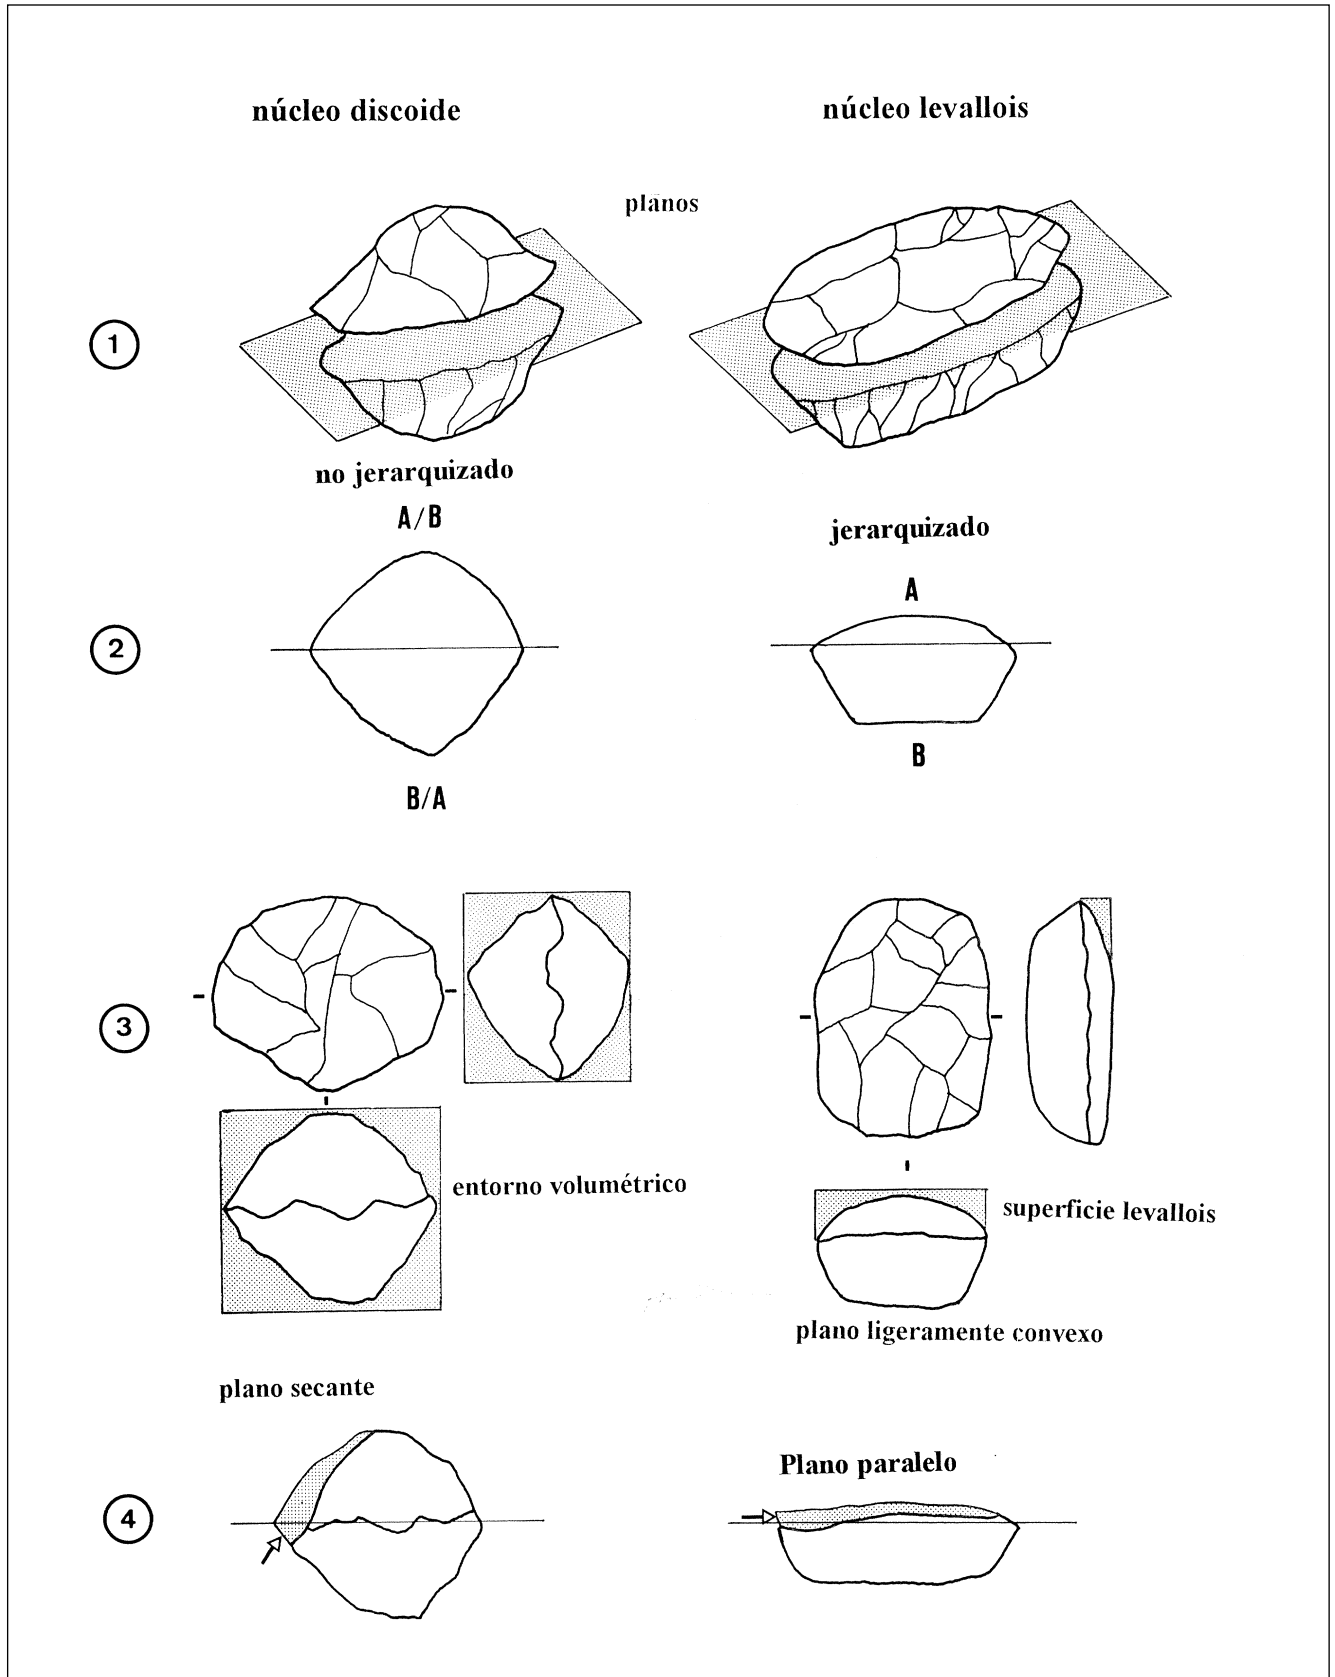 núcleo discoide
núcleo levallois
planos
1
no jerarquizado
A/B
jerarquizado
A
2
B
B/A
3
entorno volumétrico
superficie levallois
plano ligeramente convexo
plano secante
Plano paralelo
4